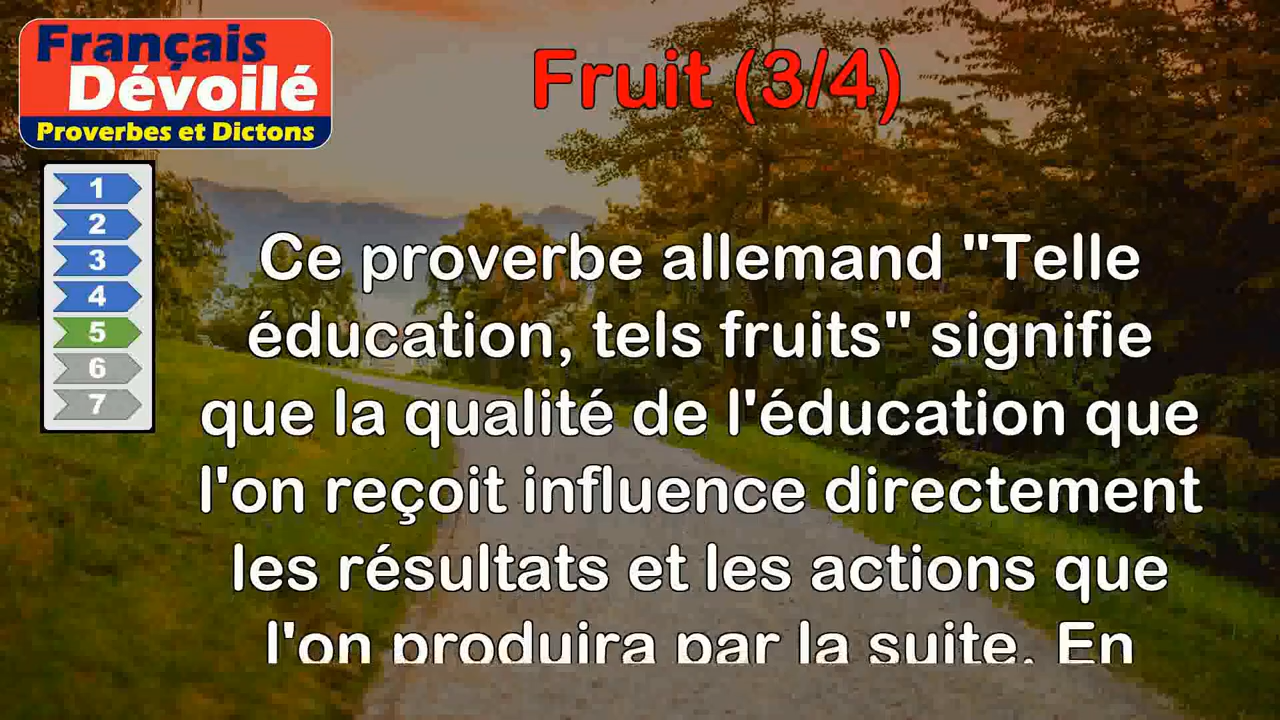 Français
Dévoilé
Proverbes et Dictons
Fruit (3/4)
1
2
3
4
5
6
7
Ce proverbe allemand "Telle
éducation, tels fruits" signifie
que la qualité de l'éducation que
l'on reçoit influence directement
les résultats et les actions que
l'on produira par la suite. En